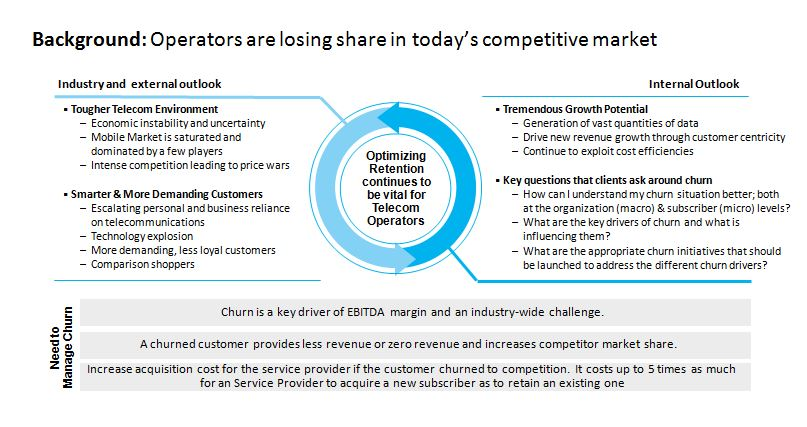 Background: Operators are losing share in today's competitive market
Industry and external outlook
▪ Tougher Telecom Environment
– Economic instability and uncertainty
– Mobile Market is saturated and
dominated by a few players
– Intense competition leading to price wars
▪ Smarter & More Demanding Customers
– Escalating personal and business reliance
on telecommunications
– Technology explosion
– More demanding, less loyal customers
– Comparison shoppers
Optimizing
Retention
continues to
be vital for
Telecom
Operators
Internal Outlook
▪ Tremendous Growth Potential
– Generation of vast quantities of data
– Drive new revenue growth through customer centricity
– Continue to exploit cost efficiencies
▪ Key questions that clients ask around churn
– How can I understand my churn situation better; both
at the organization (macro) & subscriber (micro) levels?
– What are the key drivers of churn and what is
influencing them?
– What are the appropriate churn initiatives that should
be launched to address the different churn drivers?
Need to
Manage Churn
Churn is a key driver of EBITDA margin and an industry-wide challenge.
A churned customer provides less revenue or zero revenue and increases competitor market share.
Increase acquisition cost for the service provider if the customer churned to competition. It costs up to 5 times as much
for an Service Provider to acquire a new subscriber as to retain an existing one